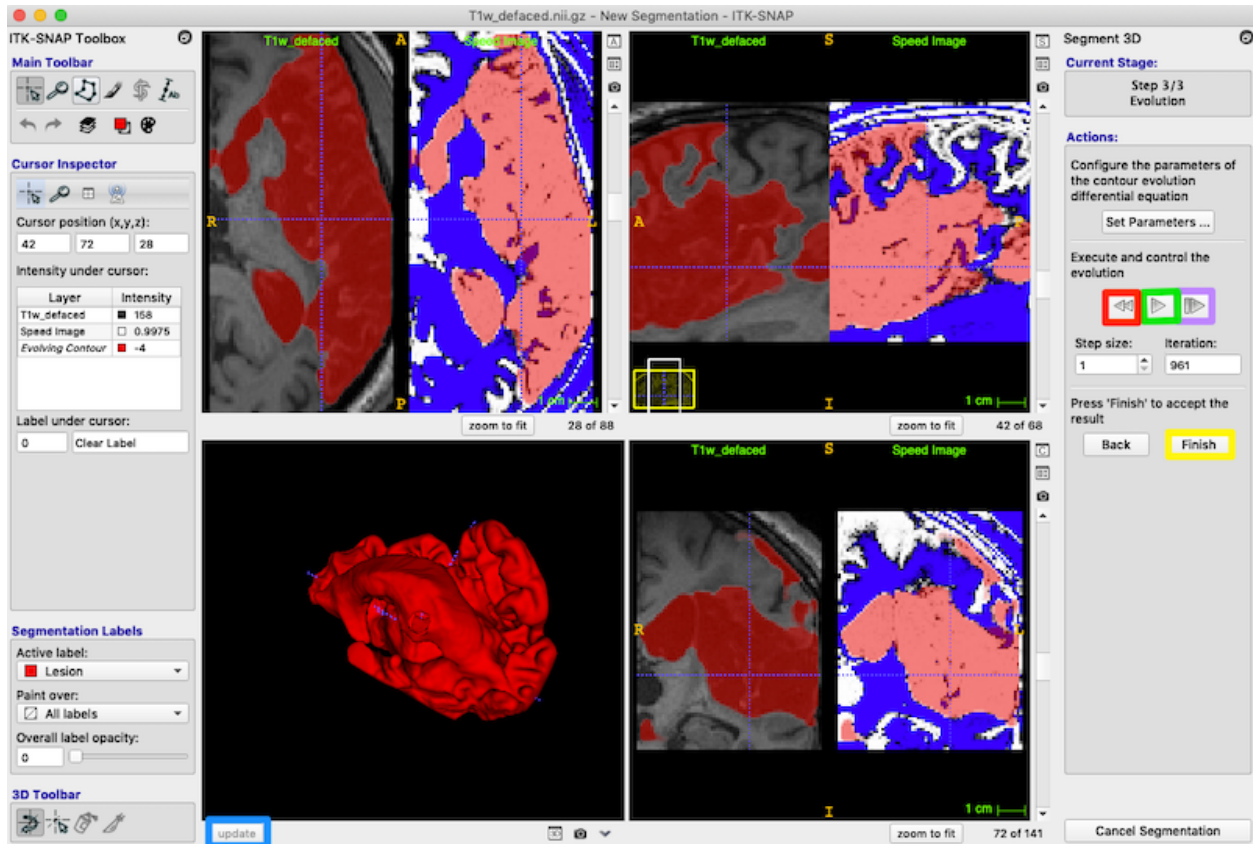 T1w_defaced.nii.gz - New Segmentation - ITK-SNAP
ITK-SNAP Toolbox
Main Toolbar
Cursor Inspector
Cursor position (x,y,z):
42 72 28
Intensity under cursor:
Layer Intensity
T1w_defaced 158
Speed Image 0.9975
Evolving Contour -4
Label under cursor:
0 Clear Label
Segmentation Labels
Active label:
Lesion
Paint over:
All labels
Overall label opacity:
0
3D Toolbar
T1w_defaced A Speed Image A
R L
P 1 cm
zoom to fit 28 of 88
T1w_defaced S Speed Image S
A
I 1 cm
zoom to fit 42 of 68
update
3D
T1w_defaced S Speed Image C
R L
I 1 cm
zoom to fit 72 of 141
Segment 3D
Current Stage:
Step 3/3
Evolution
Actions:
Configure the parameters of
the contour evolution
differential equation
Set Parameters ...
Execute and control the
evolution
Step size: Iteration:
1 961
Press 'Finish' to accept the
result
Back Finish
Cancel Segmentation